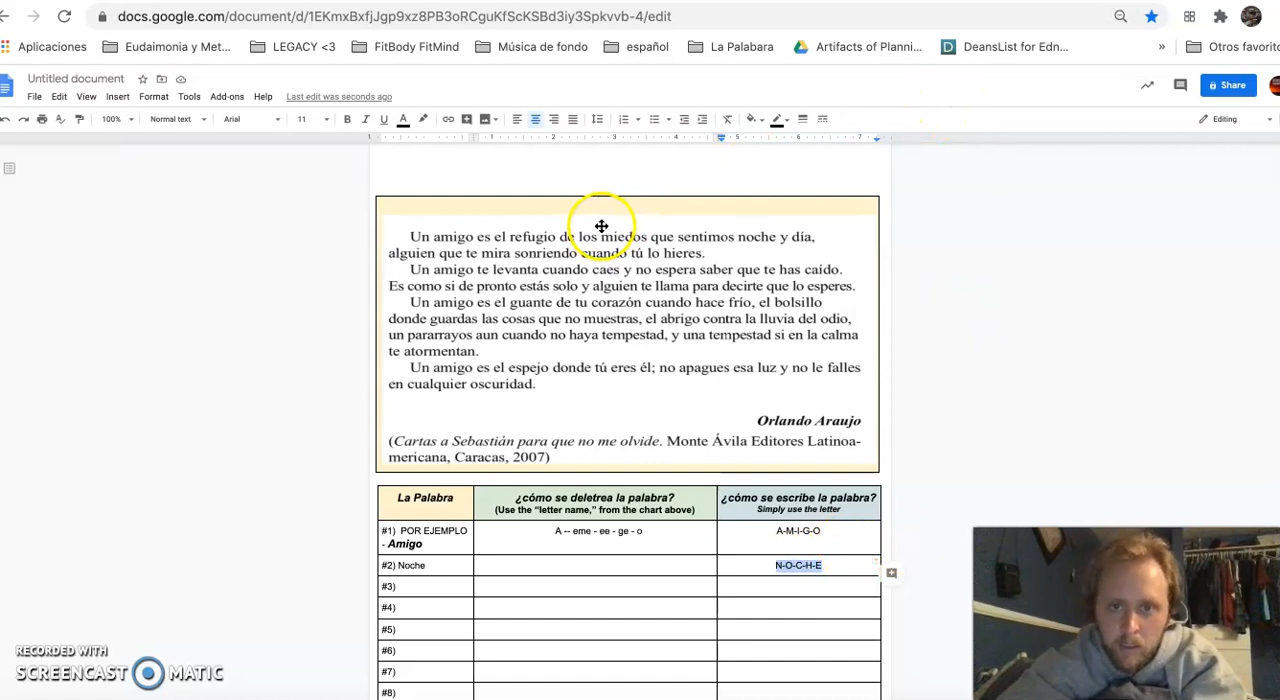 docs.google.com/document/d/1EKmxBxfjJgp9xz8PB3oRCguKfScKSBd3iy3Spkvvb-4/edit
Aplicaciones Eudaimonia y Met... LEGACY <3 FitBody FitMind Música de fondo español La Palabara Artifacts of Planni... DeansList for Edn... » Otros favorito
Untitled document
File Edit View Insert Format Tools Add-ons Help Last edit was seconds ago
Share
100% Normal text Arial 11 B I U A Editing
1 1 2 3 4 5 6 7
Un amigo es el refugio de los miedos que sentimos noche y día,
alguien que te mira sonriendo cuando tú lo hieres.
Un amigo te levanta cuando caes y no espera saber que te has caído.
Es como si de pronto estás solo y alguien te llama para decirte que lo esperes.
Un amigo es el guante de tu corazón cuando hace frío, el bolsillo
donde guardas las cosas que no muestras, el abrigo contra la lluvia del odio,
un pararrayos aun cuando no haya tempestad, y una tempestad si en la calma
te atormentan.
Un amigo es el espejo donde tú eres él; no apagues esa luz y no le falles
en cualquier oscuridad.
Orlando Araujo
(Cartas a Sebastián para que no me olvide. Monte Ávila Editores Latinoa-
mericana, Caracas, 2007)
La Palabra ¿cómo se deletrea la palabra? ¿cómo se escribe la palabra?
(Use the “letter name,” from the chart above) Simply use the letter
#1) POR EJEMPLO A -- eme - ee - ge - o A-M-I-G-O
- Amigo
#2) Noche N-O-C-H-E
#3)
#4)
#5)
#6)
#7)
#8)
RECORDED WITH
SCREENCAST MATIC